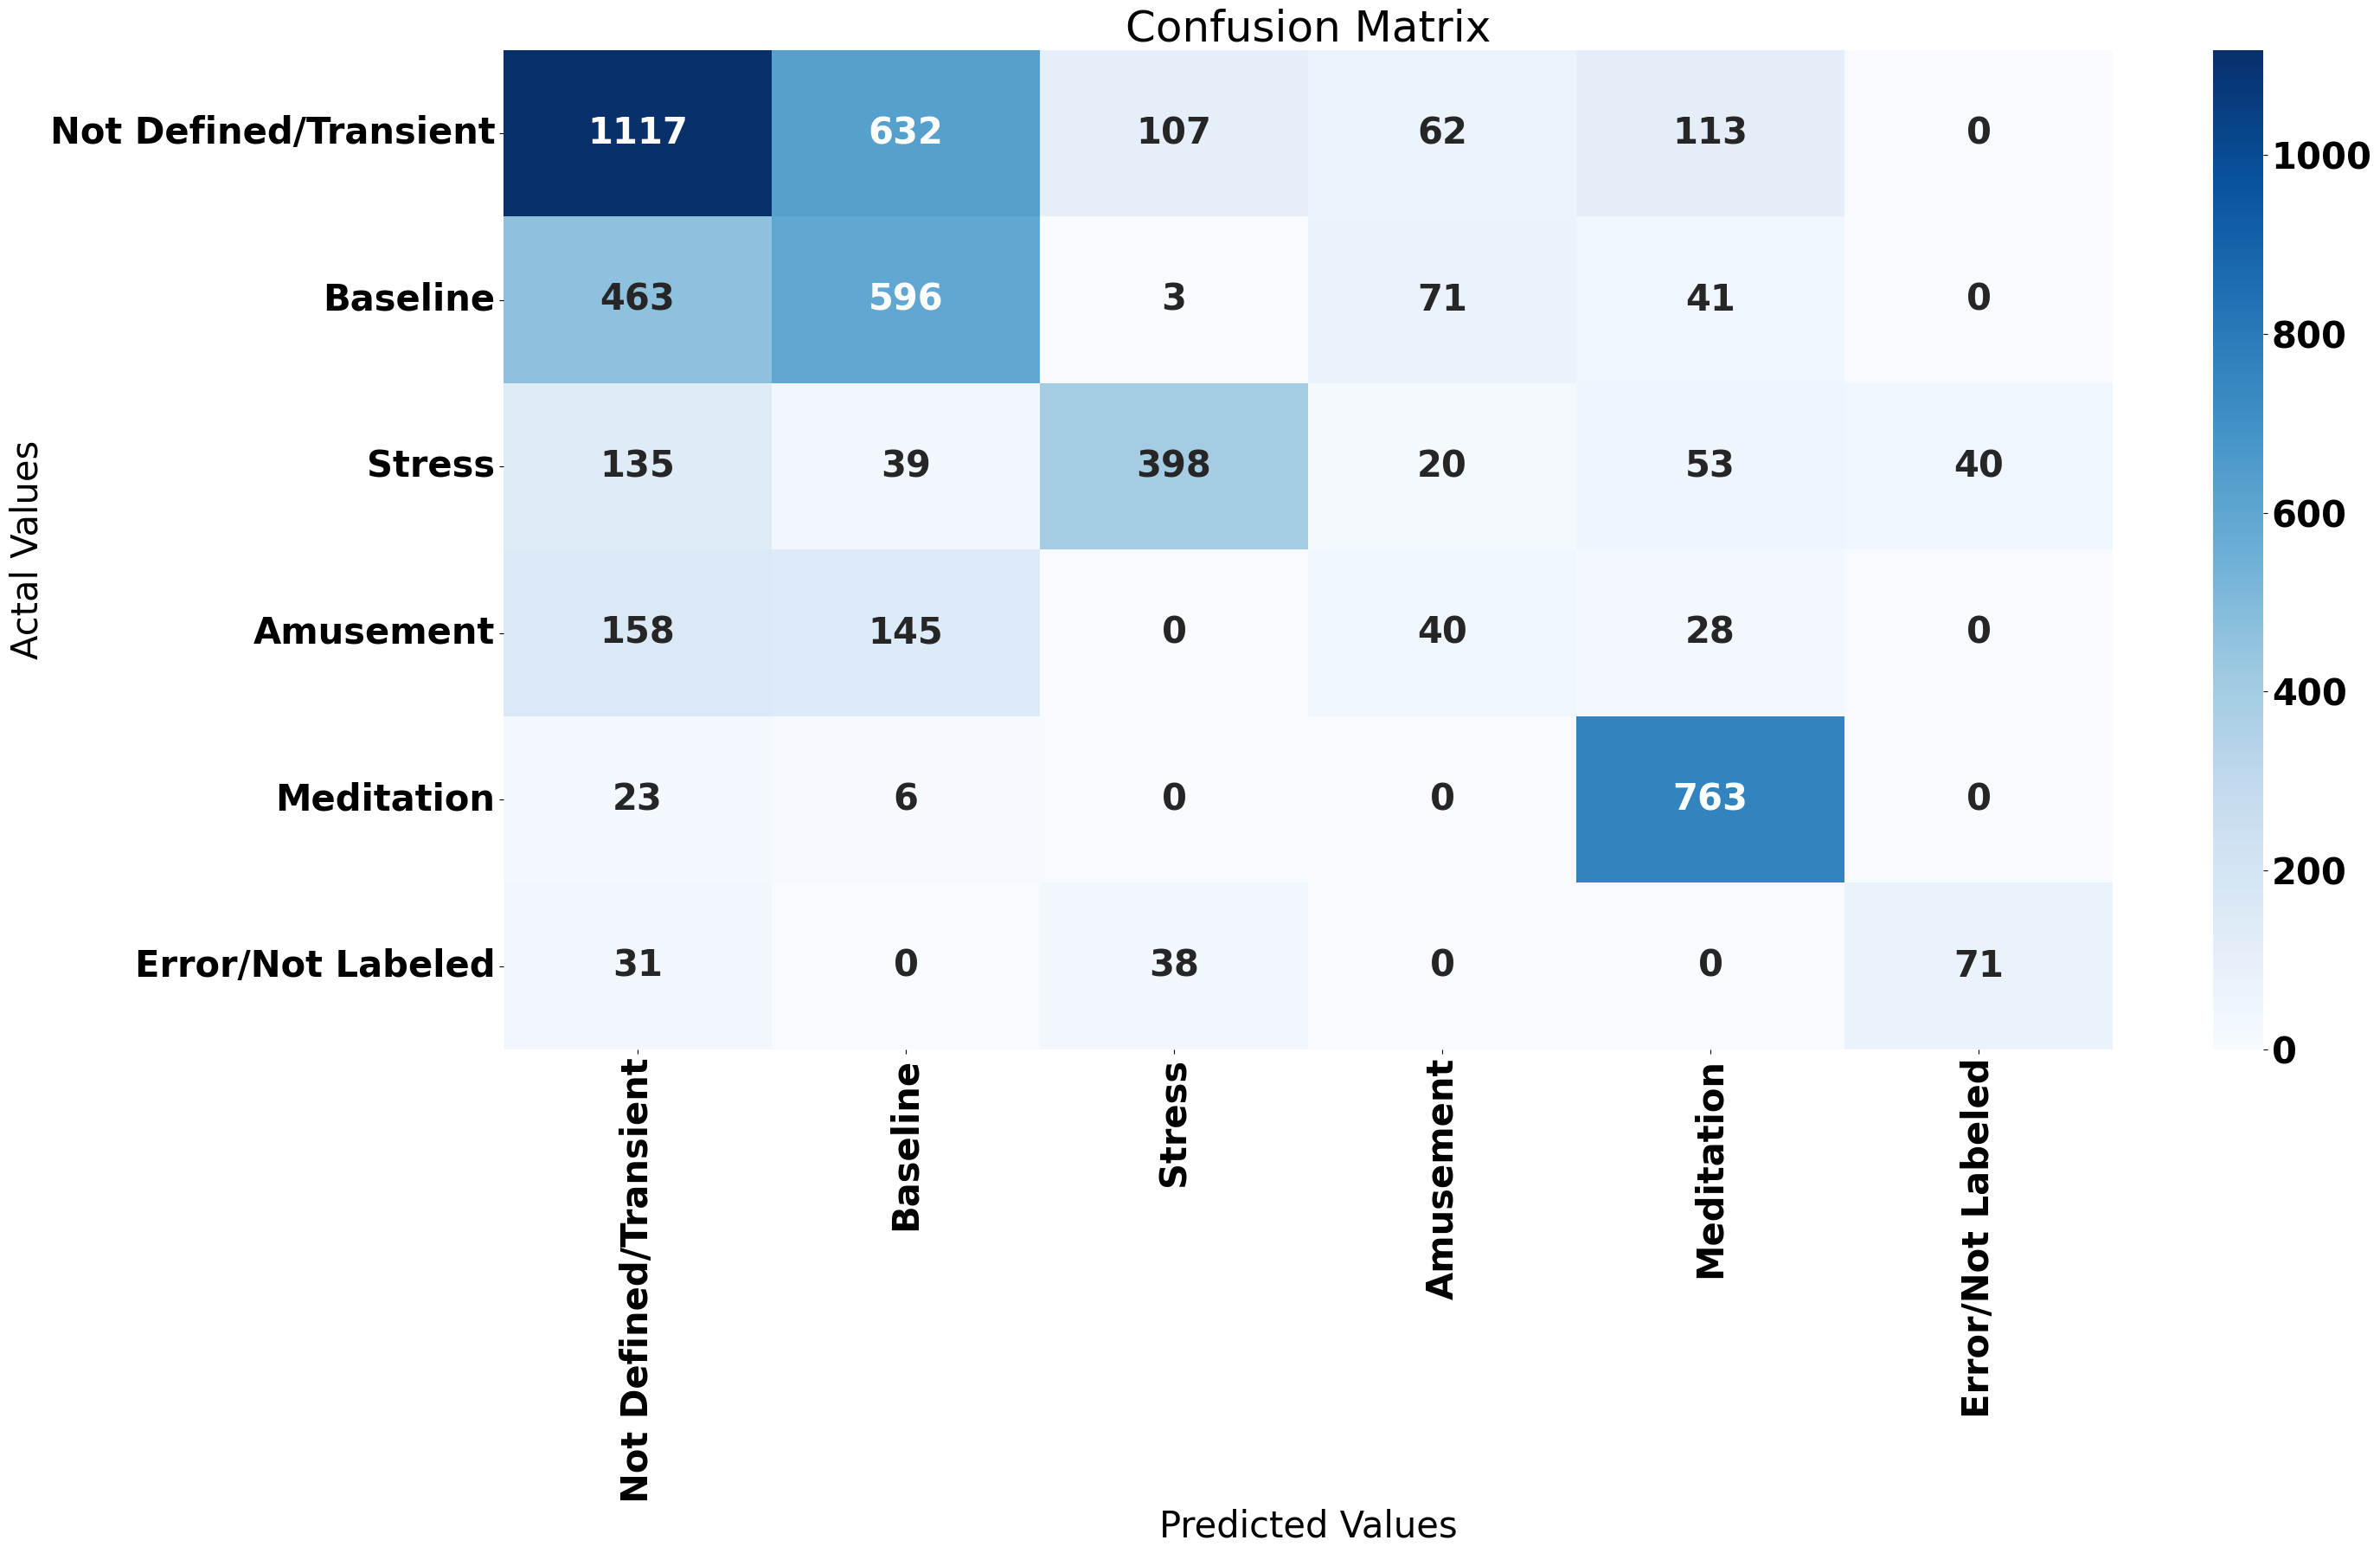 Confusion Matrix
Actal Values
Not Defined/Transient 1117 632 107 62 113 0
Baseline 463 596 3 71 41 0
Stress 135 39 398 20 53 40
Amusement 158 145 0 40 28 0
Meditation 23 6 0 0 763 0
Error/Not Labeled 31 0 38 0 0 71
Not Defined/Transient Baseline Stress Amusement Meditation Error/Not Labeled
Predicted Values
1000
800
600
400
200
0